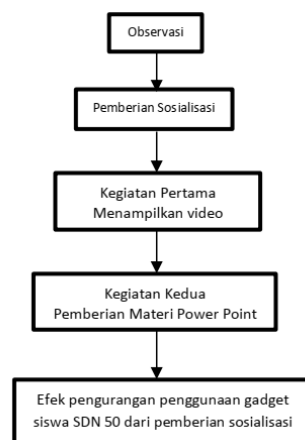 Observasi
Pemberian Sosialisasi
Kegiatan Pertama
Menampilkan video
Kegiatan Kedua
Pemberian Materi Power Point
Efek pengurangan penggunaan gadget
siswa SDN 50 dari pemberian sosialisasi